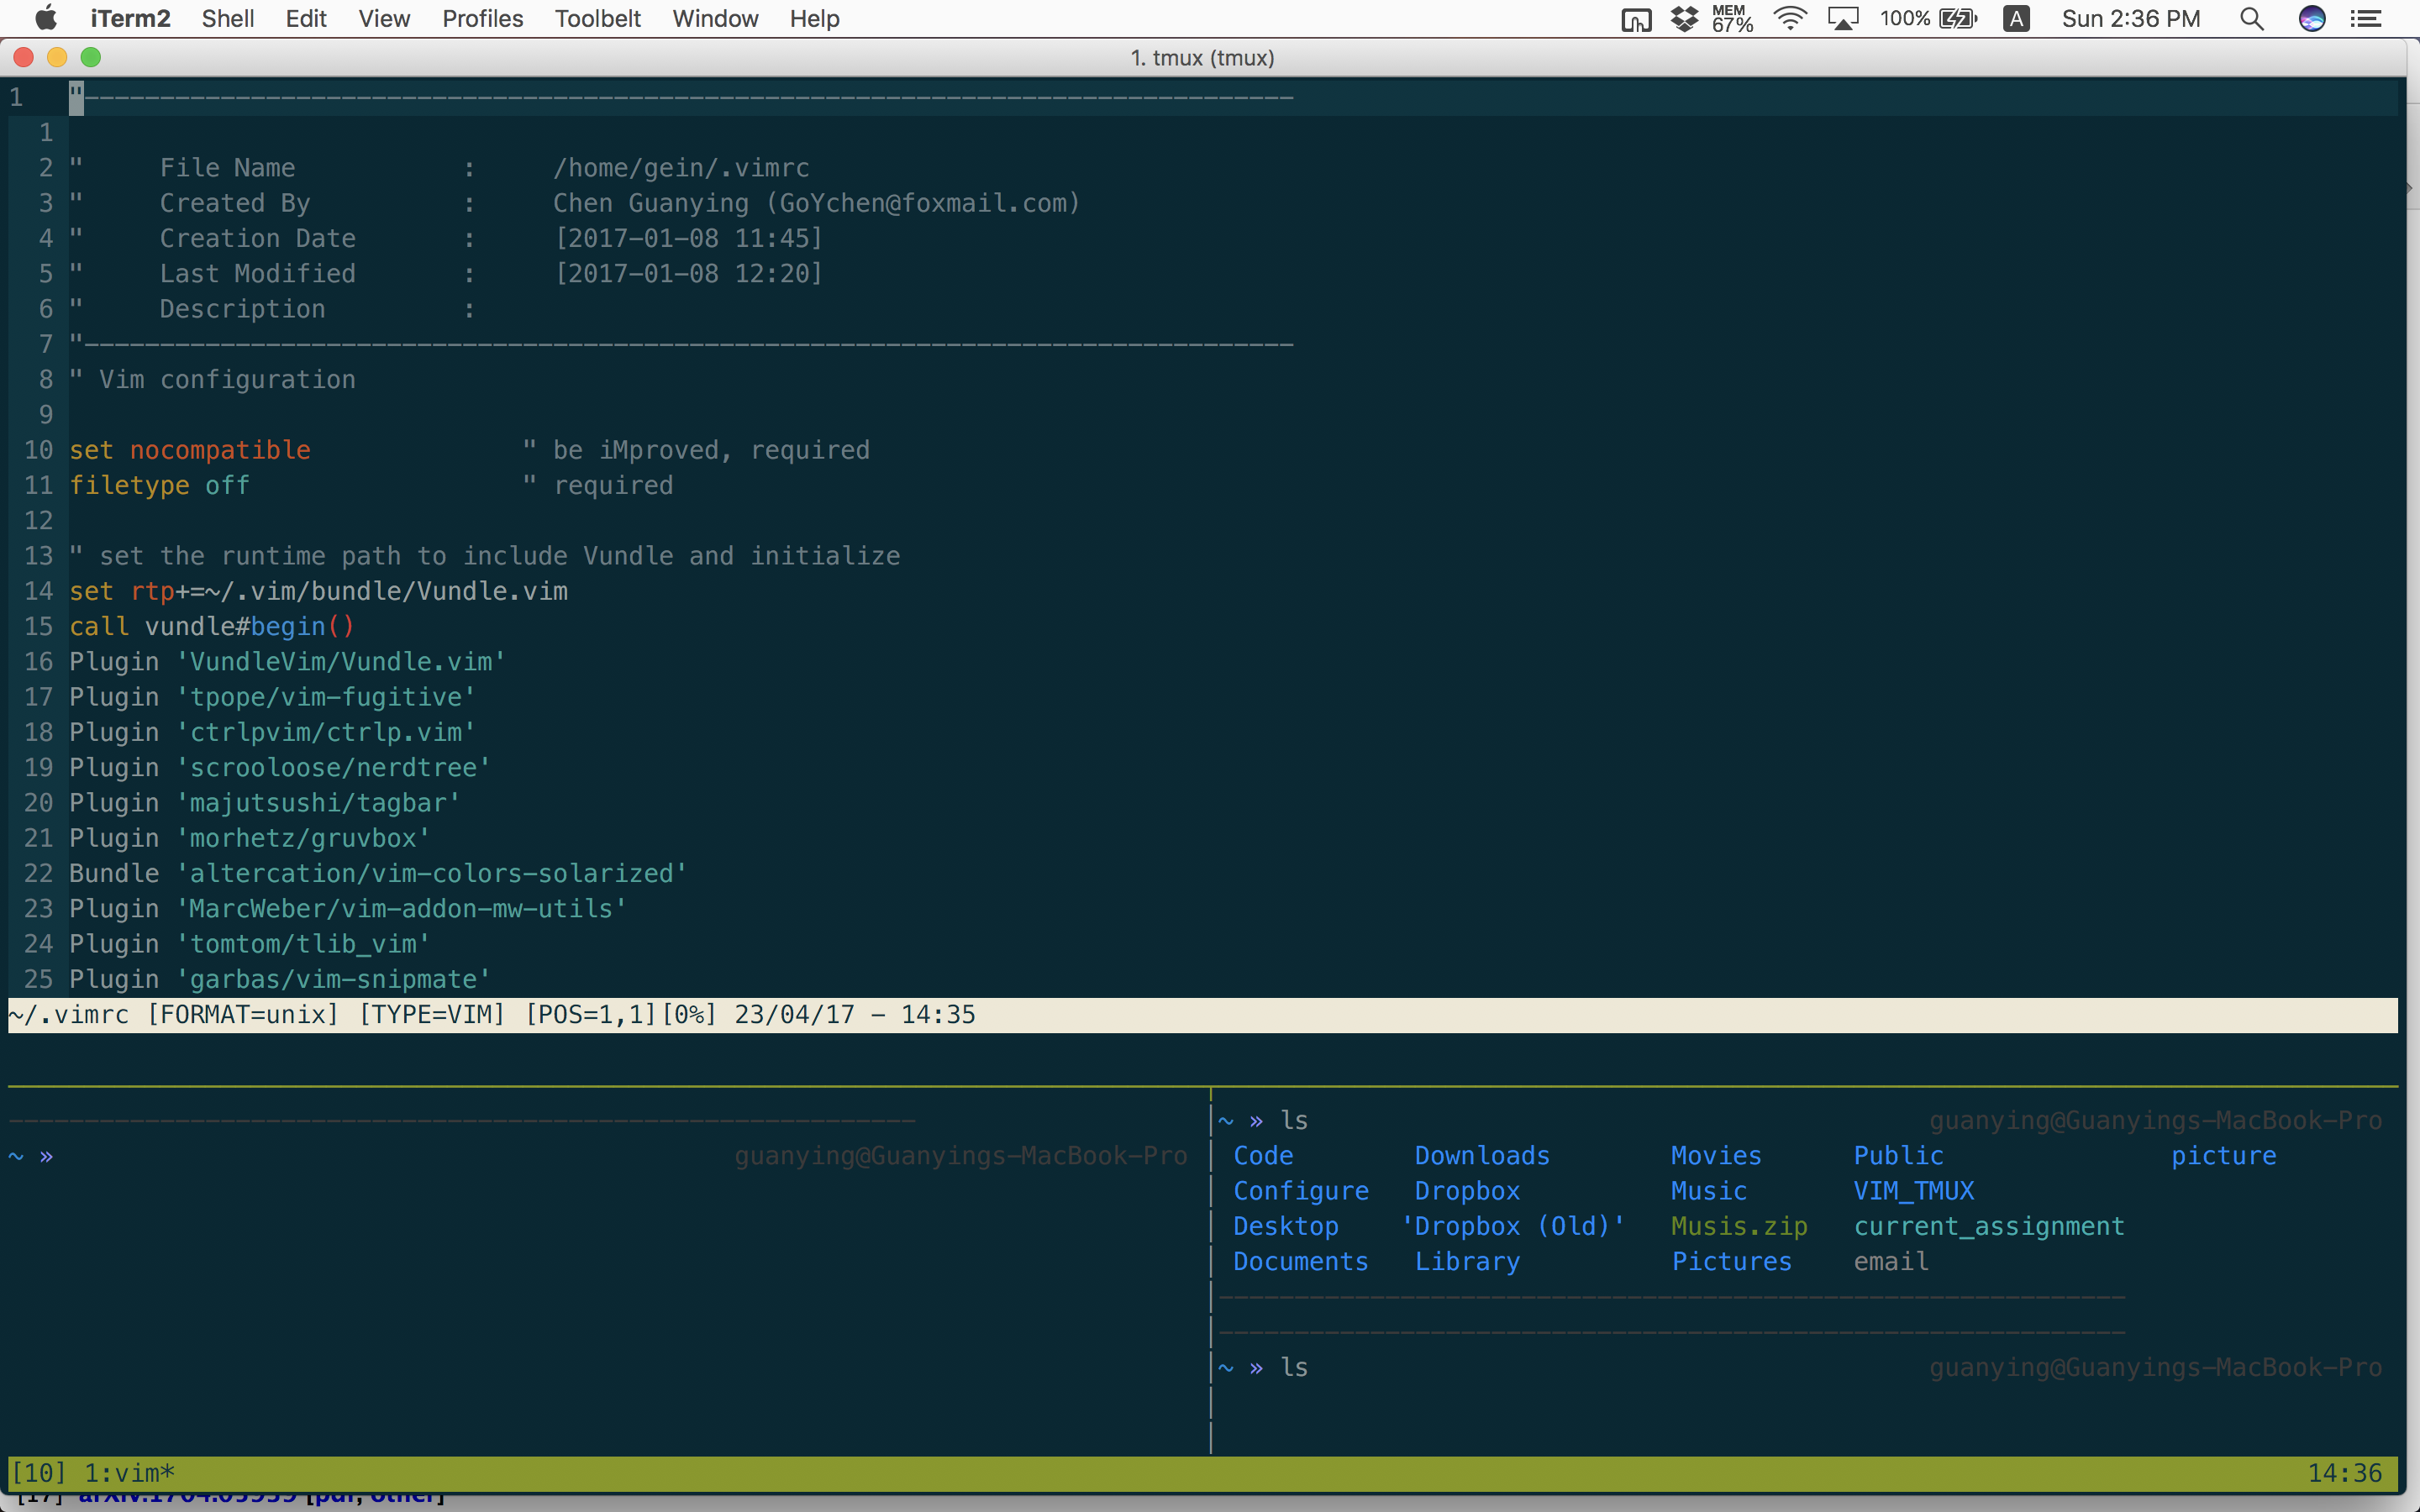 iTerm2 Shell Edit View Profiles Toolbelt Window Help MEM 67% 100% A Sun 2:36 PM
1. tmux (tmux)
1 "--------------------------------------------------------------------------------
1
2 " File Name : /home/gein/.vimrc
3 " Created By : Chen Guanying (GoYchen@foxmail.com)
4 " Creation Date : [2017-01-08 11:45]
5 " Last Modified : [2017-01-08 12:20]
6 " Description :
7 "--------------------------------------------------------------------------------
8 " Vim configuration
9
10 set nocompatible " be iMproved, required
11 filetype off " required
12
13 " set the runtime path to include Vundle and initialize
14 set rtp+=~/.vim/bundle/Vundle.vim
15 call vundle#begin()
16 Plugin 'VundleVim/Vundle.vim'
17 Plugin 'tpope/vim-fugitive'
18 Plugin 'ctrlpvim/ctrlp.vim'
19 Plugin 'scrooloose/nerdtree'
20 Plugin 'majutsushi/tagbar'
21 Plugin 'morhetz/gruvbox'
22 Bundle 'altercation/vim-colors-solarized'
23 Plugin 'MarcWeber/vim-addon-mw-utils'
24 Plugin 'tomtom/tlib_vim'
25 Plugin 'garbas/vim-snipmate'
~/.vimrc [FORMAT=unix] [TYPE=VIM] [POS=1,1][0%] 23/04/17 - 14:35
------------------------------------------------------------
~ » guanying@Guanyings-MacBook-Pro
~ » ls guanying@Guanyings-MacBook-Pro
Code Downloads Movies Public picture
Configure Dropbox Music VIM_TMUX
Desktop 'Dropbox (Old)' Musis.zip current_assignment
Documents Library Pictures email
------------------------------------------------------------
------------------------------------------------------------
~ » ls guanying@Guanyings-MacBook-Pro
[10] 1:vim* 14:36